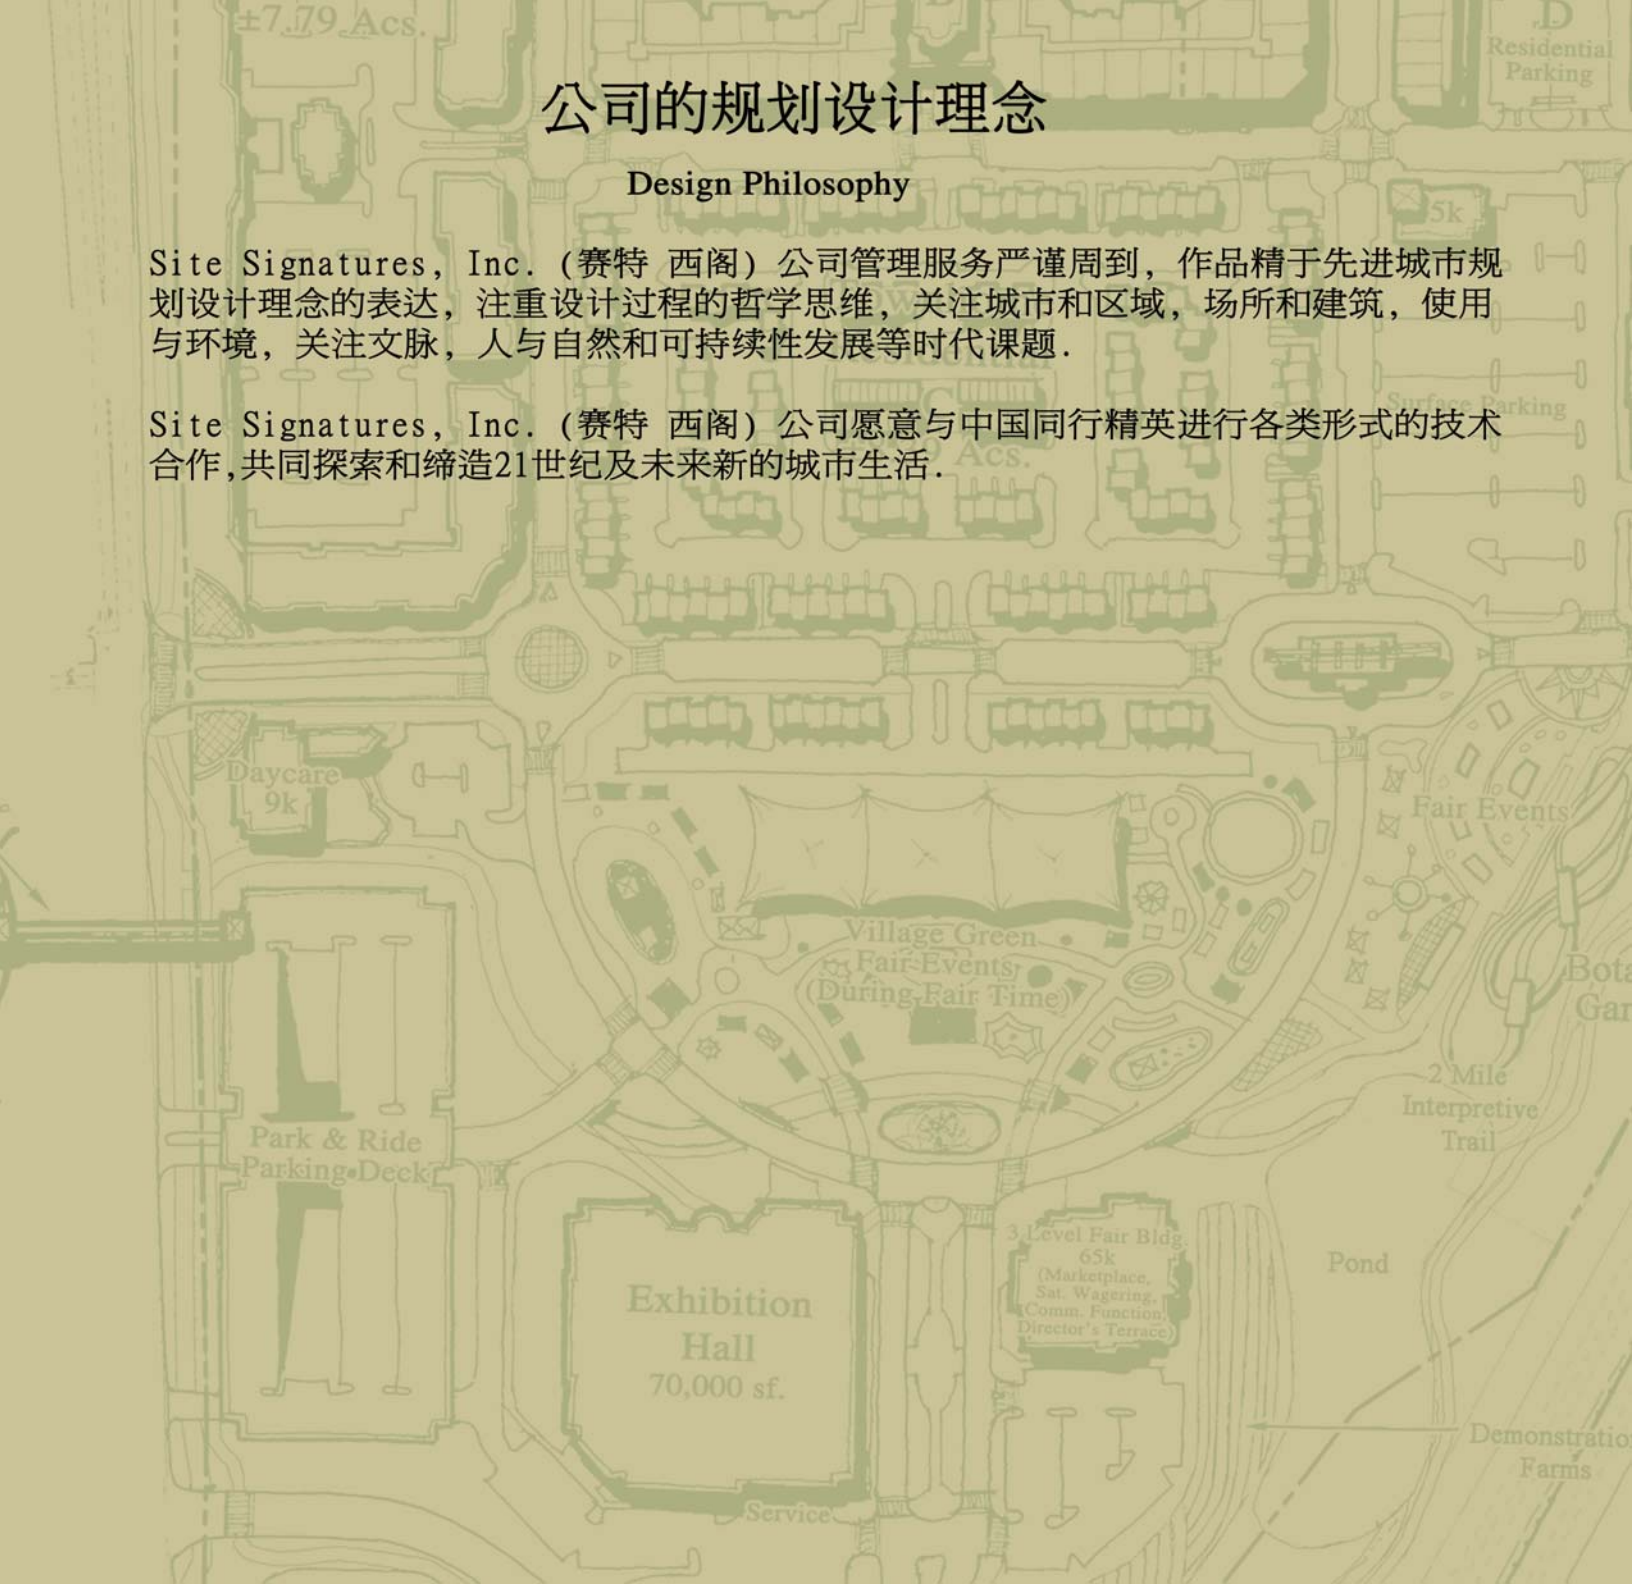 ±7.79 Acs.
D
Residential
Parking
公司的规划设计理念
Design Philosophy
5k
Site Signatures, Inc. (赛特 西阁) 公司管理服务严谨周到, 作品精于先进城市规
划设计理念的表达, 注重设计过程的哲学思维, 关注城市和区域, 场所和建筑, 使用
与环境, 关注文脉, 人与自然和可持续性发展等时代课题.
Residential
C
Surface Parking
Site Signatures, Inc. (赛特 西阁) 公司愿意与中国同行精英进行各类形式的技术
合作,共同探索和缔造21世纪及未来新的城市生活.
Acs.
Daycare
9k
Fair Events
Village Green
Fair Events
(During Fair Time)
Bota
Gar
2 Mile
Interpretive
Trail
Park & Ride
Parking Deck
3 Level Fair Bldg.
65k
(Marketplace,
Sat. Wagering,
Comm. Function,
Director's Terrace)
Pond
Exhibition
Hall
70,000 sf.
Demonstratio
Farms
Service